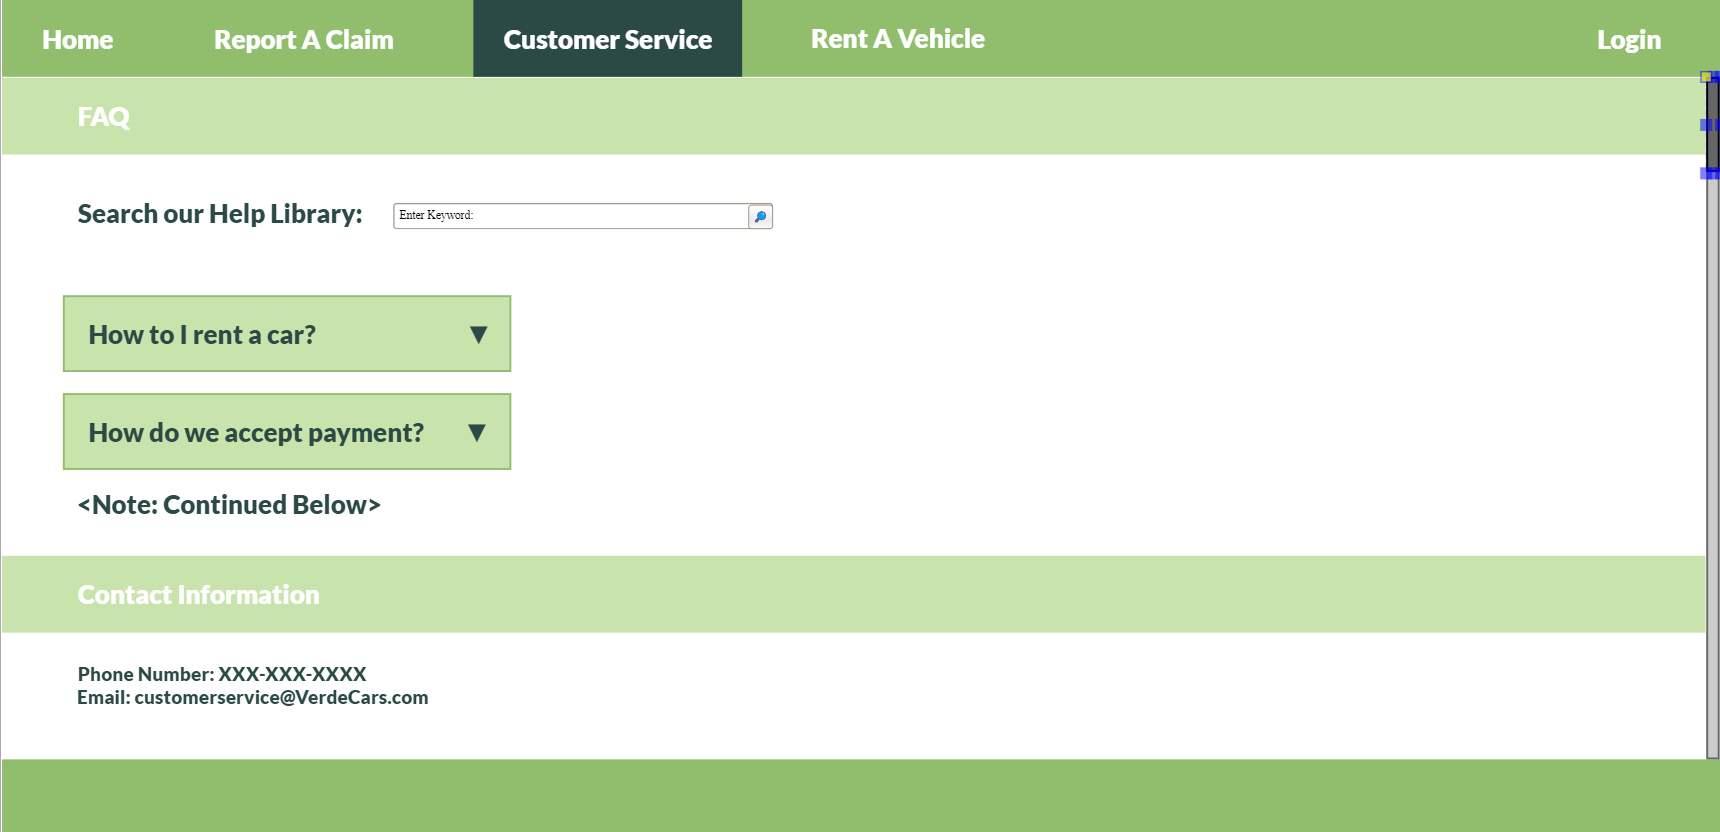 Home Report A Claim Customer Service Rent A Vehicle Login
FAQ
Search our Help Library: Enter Keyword:
How to I rent a car? ▼
How do we accept payment? ▼
<Note: Continued Below>
Contact Information
Phone Number: XXX-XXX-XXXX
Email: customerservice@VerdeCars.com